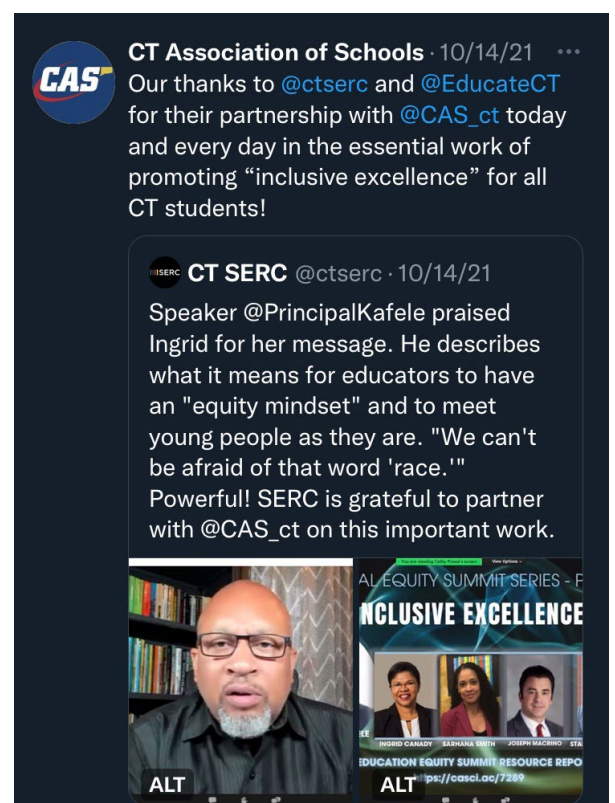 CAS
CT Association of Schools · 10/14/21 ...
Our thanks to @ctserc and @EducateCT
for their partnership with @CAS_ct today
and every day in the essential work of
promoting “inclusive excellence” for all
CT students!
SERC
CT SERC @ctserc · 10/14/21
Speaker @PrincipalKafele praised
Ingrid for her message. He describes
what it means for educators to have
an "equity mindset" and to meet
young people as they are. "We can't
be afraid of that word 'race.'"
Powerful! SERC is grateful to partner
with @CAS_ct on this important work.
View Options
AL EQUITY SUMMIT SERIES - P
NCLUSIVE EXCELLENCE
INGRID CANADY
SARHANA SMITH
JOSEPH MACRINO
STA
EDUCATION EQUITY SUMMIT RESOURCE REPO
ps://casci.ac/7289
ALT
ALT